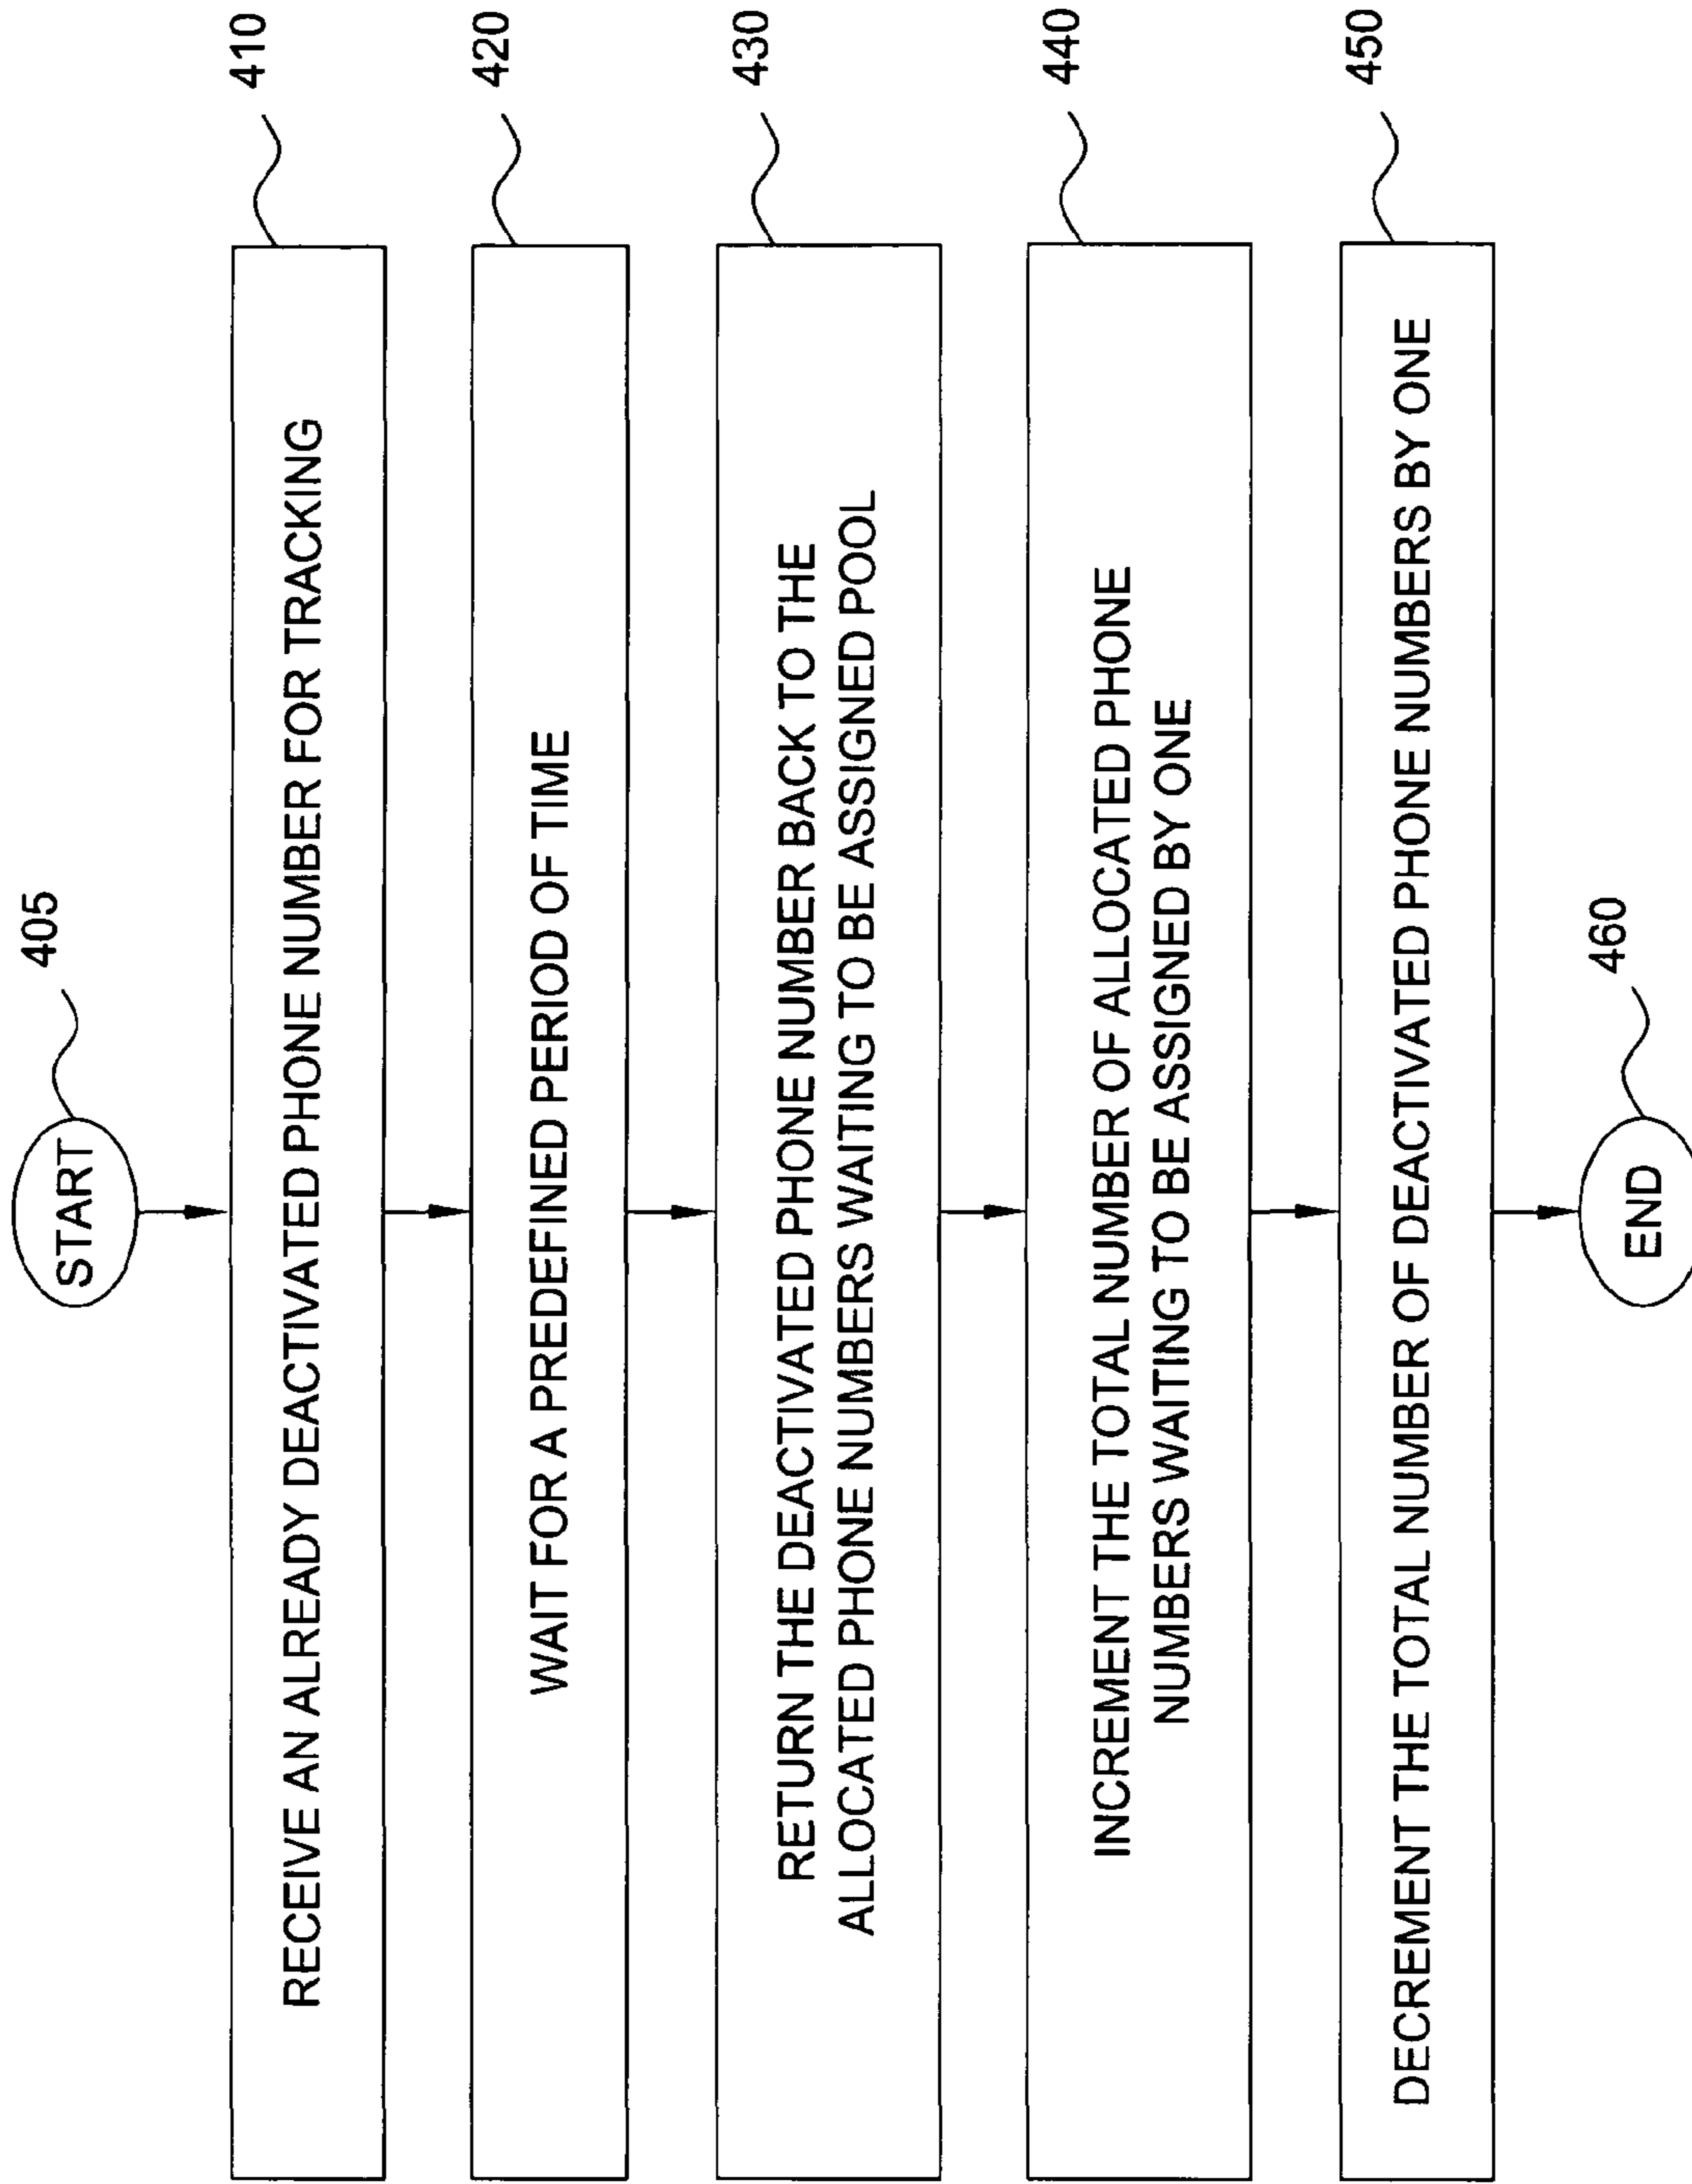 START
405
RECEIVE AN ALREADY DEACTIVATED PHONE NUMBER FOR TRACKING
410
WAIT FOR A PREDEFINED PERIOD OF TIME
420
RETURN THE DEACTIVATED PHONE NUMBER BACK TO THE
ALLOCATED PHONE NUMBERS WAITING TO BE ASSIGNED POOL
430
INCREMENT THE TOTAL NUMBER OF ALLOCATED PHONE
NUMBERS WAITING TO BE ASSIGNED BY ONE
440
DECREMENT THE TOTAL NUMBER OF DEACTIVATED PHONE NUMBERS BY ONE
450
END
460